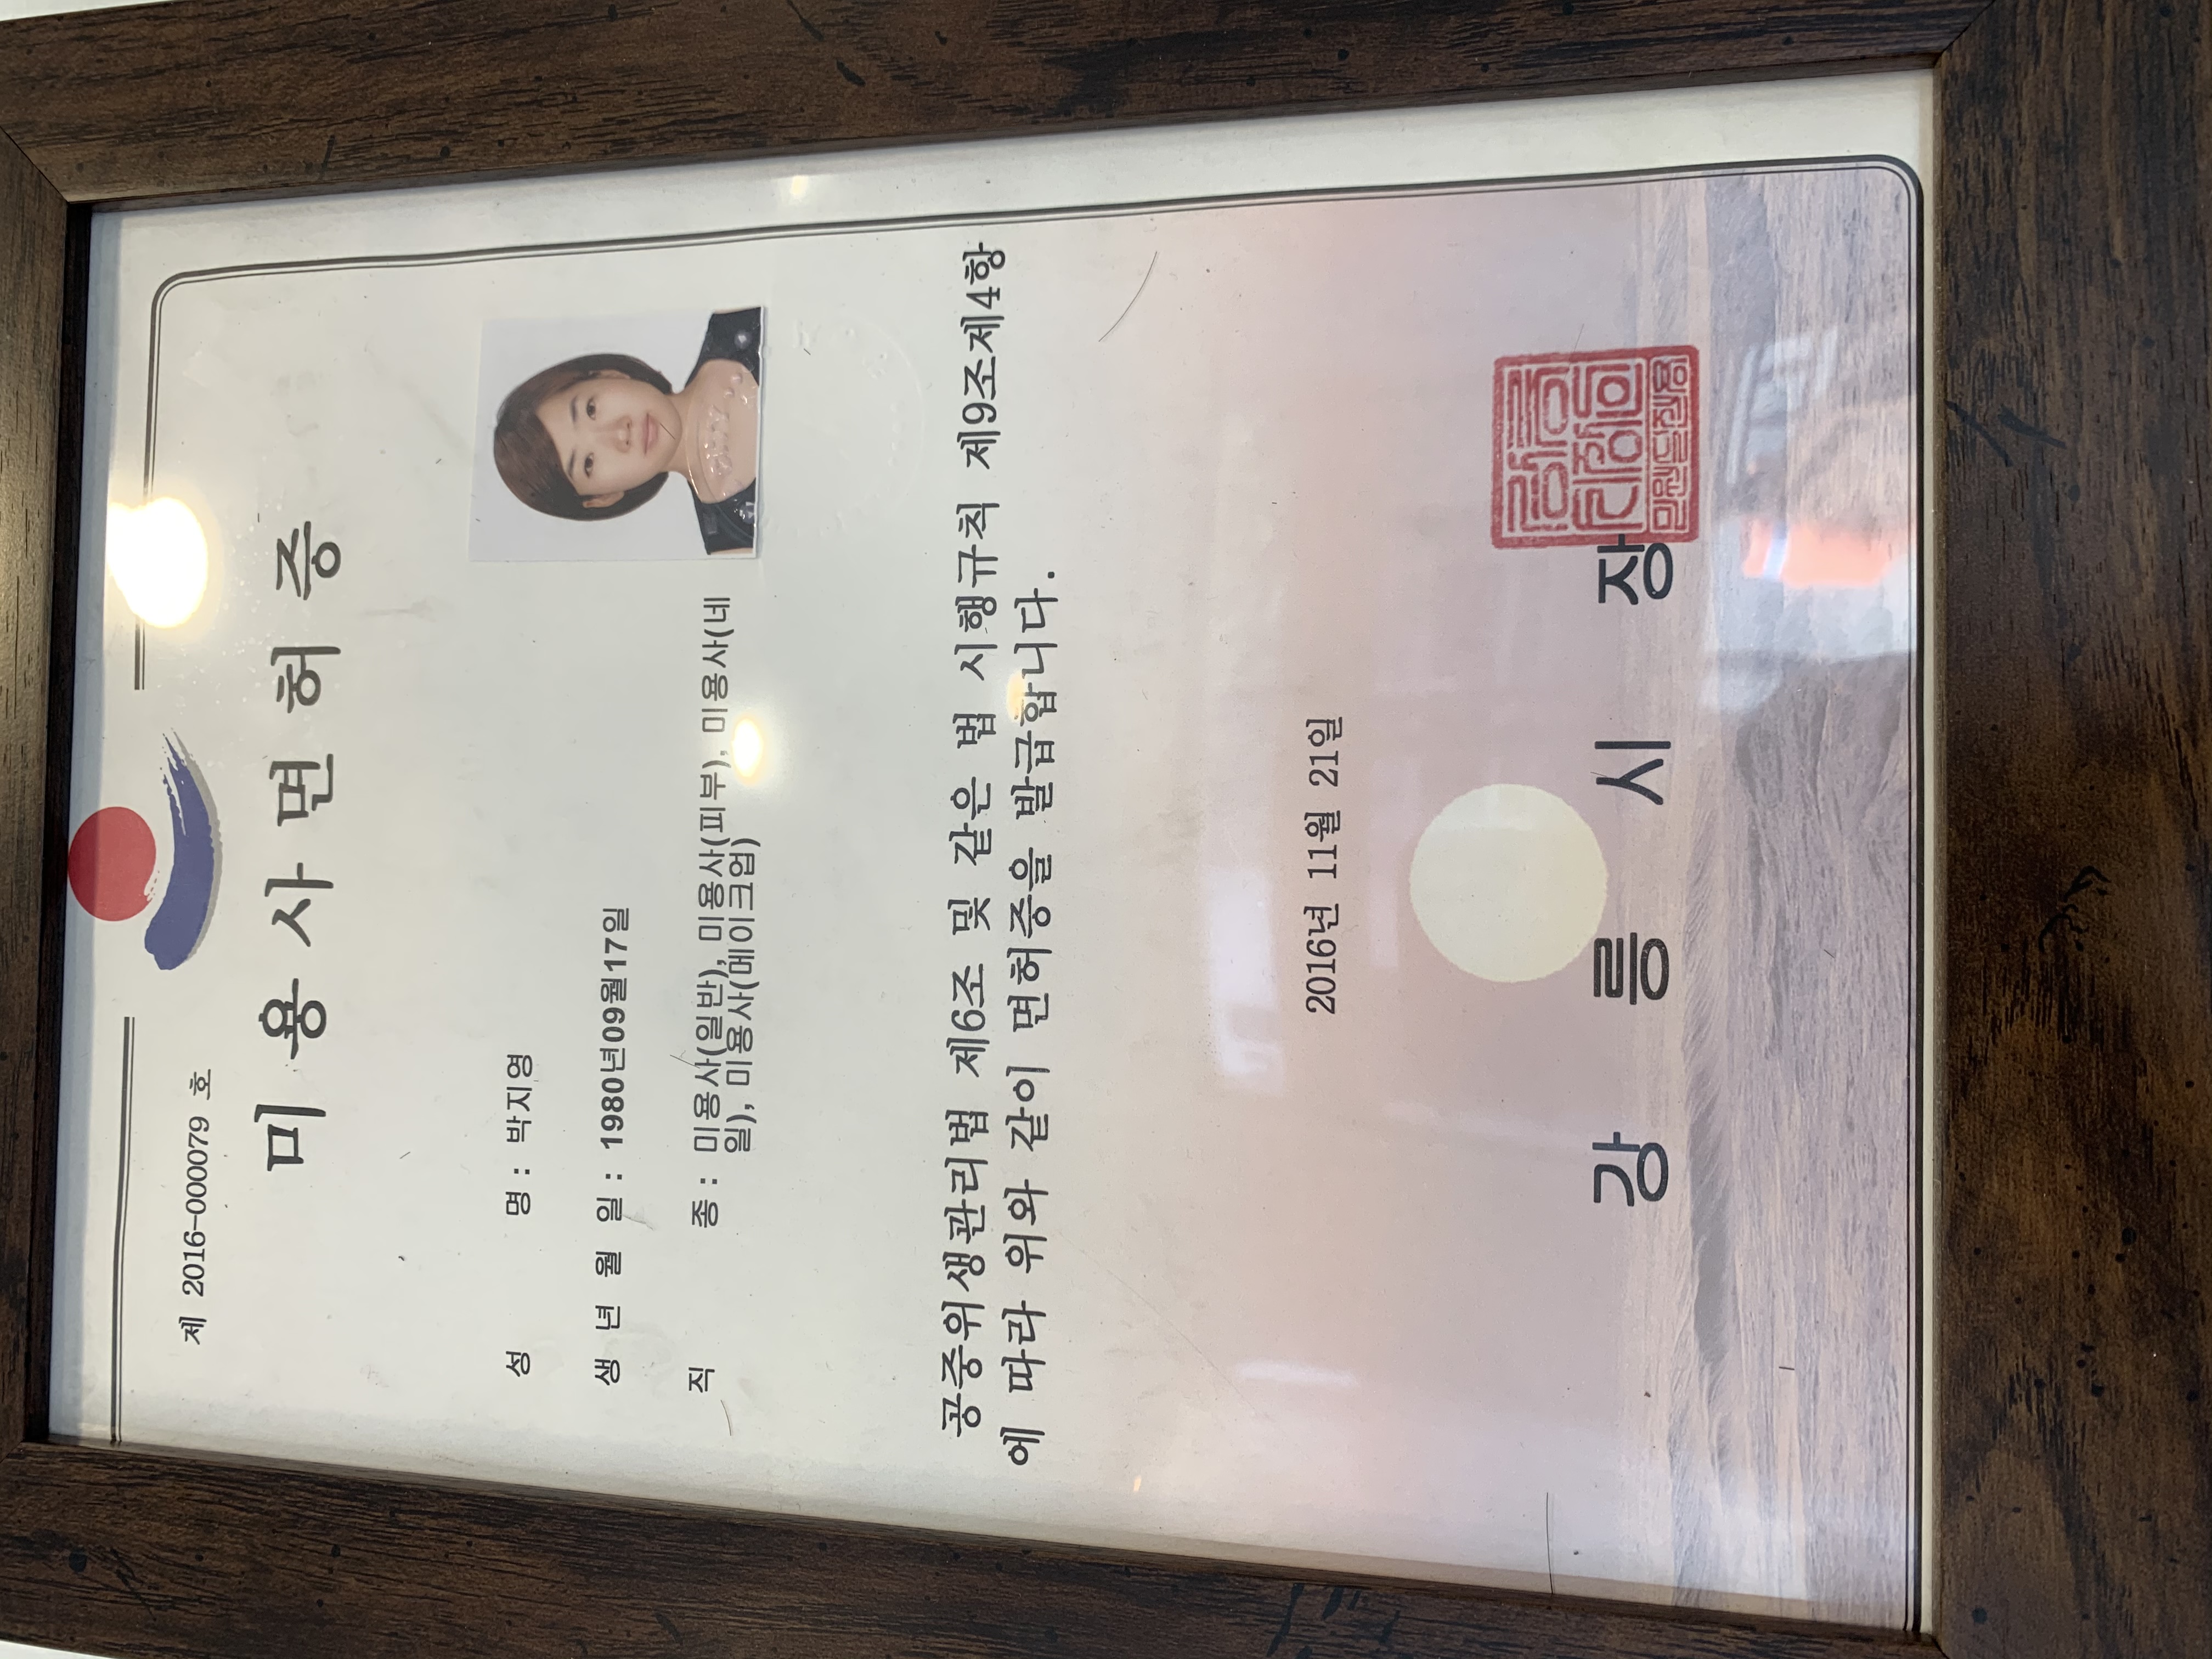 제 2016-000079 호
미용사면허증
성 명 : 박지영
생 년 월 일 : 1980년09월17일
직 종 : 미용사(일반), 미용사(피부), 미용사(네
일), 미용사(메이크업)
공중위생관리법 제6조 및 같은 법 시행규칙 제9조제4항
에 따라 위와 같이 면허증을 발급합니다.
2016년 11월 21일
강 릉 시 장